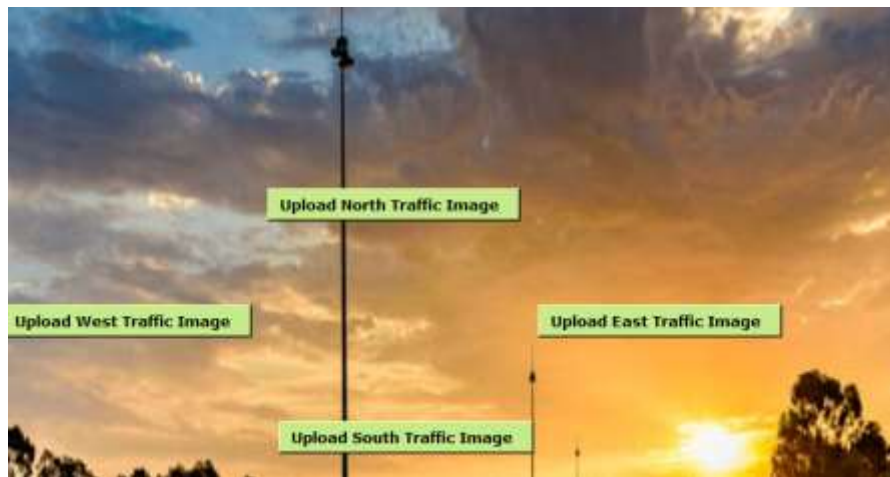 Upload North Traffic Image
Upload West Traffic Image
Upload East Traffic Image
Upload South Traffic Image